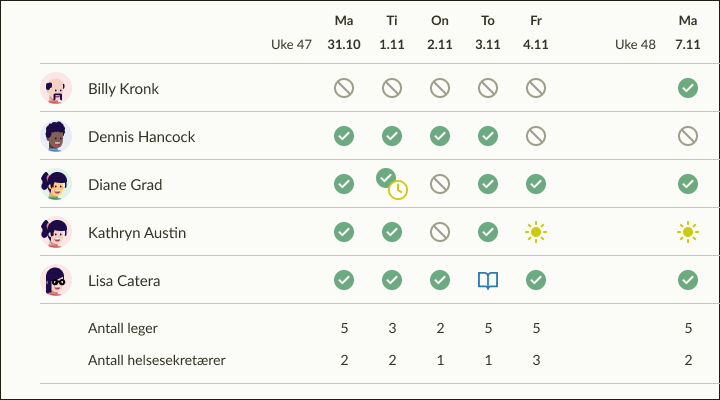 Ma Ti On To Fr Ma
Uke 47 31.10 1.11 2.11 3.11 4.11 Uke 48 7.11
Billy Kronk
Dennis Hancock
Diane Grad
Kathryn Austin
Lisa Catera
Antall leger 5 3 2 5 5 5
Antall helsesekretærer 2 2 1 1 3 2